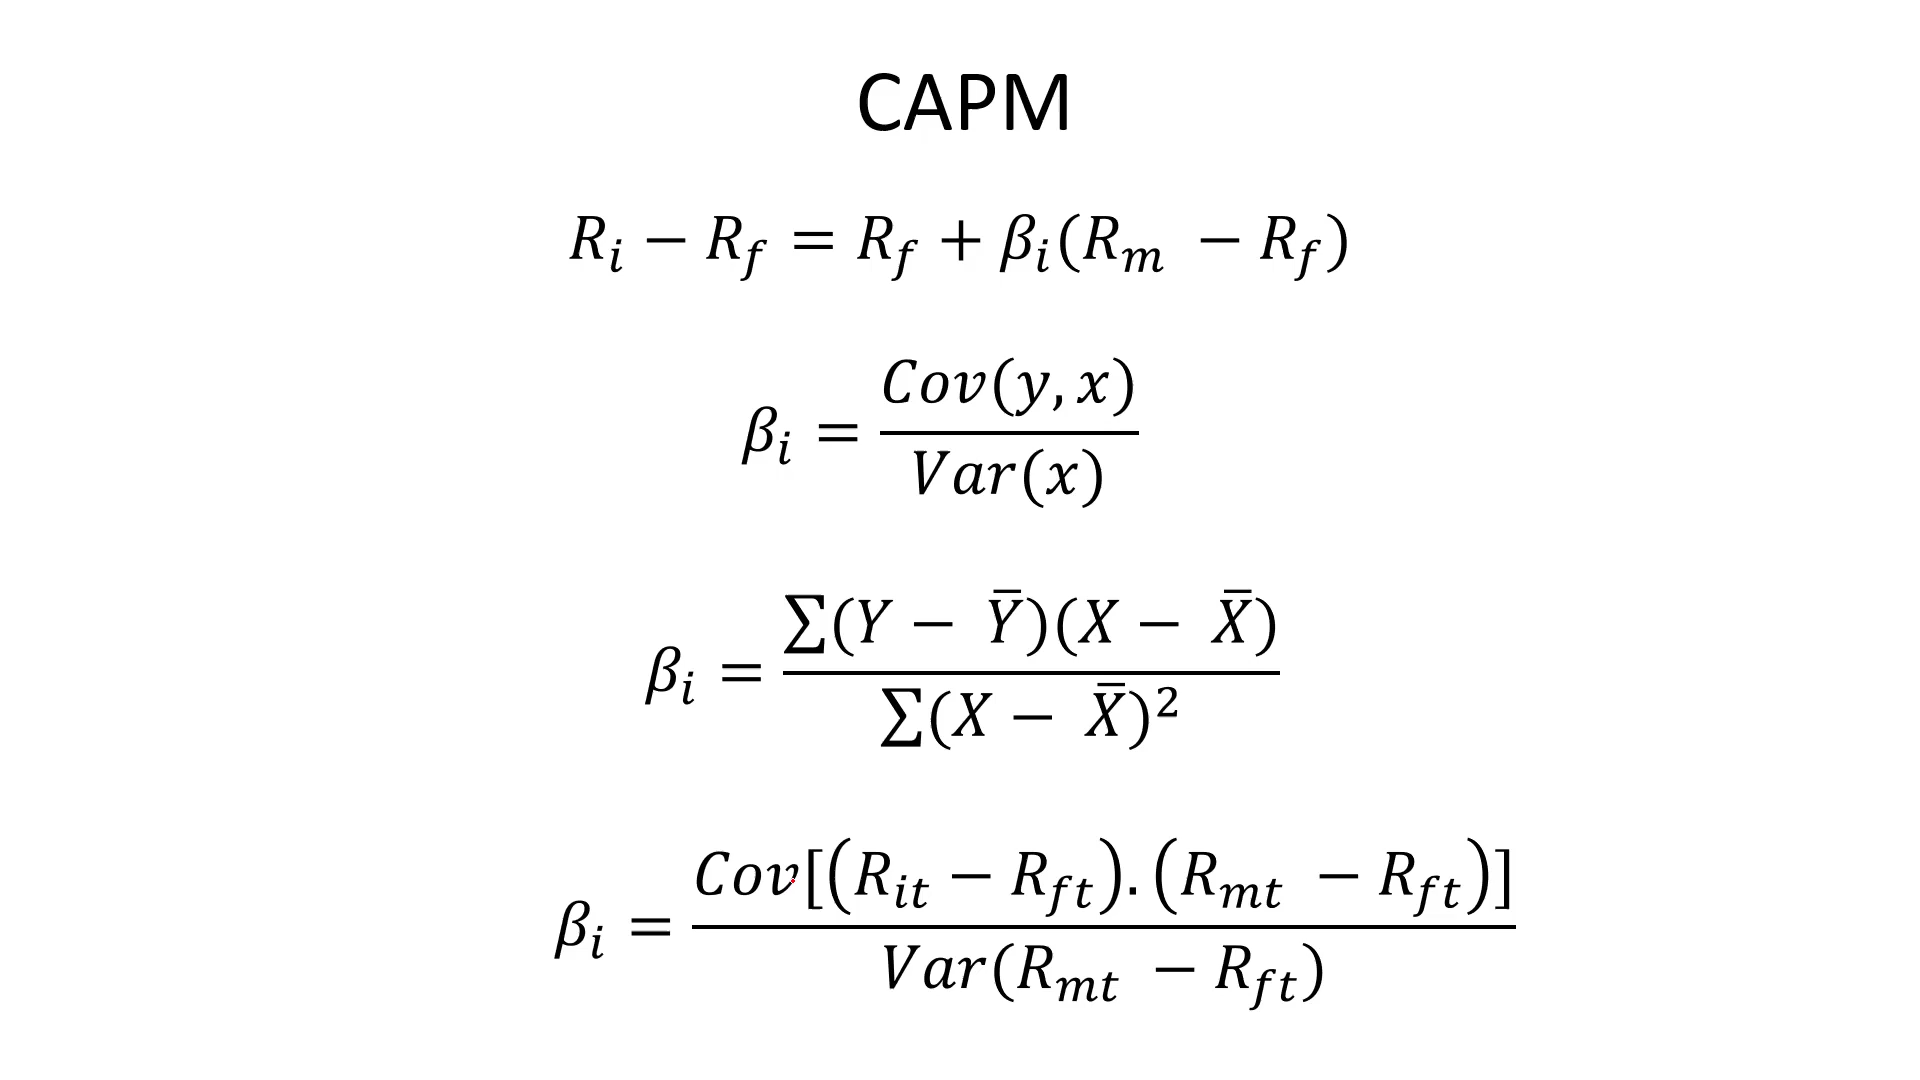 CAPM
R_i − R_f = R_f + β_i(R_m − R_f)
β_i = Cov(y, x) / Var(x)
β_i = ∑(Y − Ȳ)(X − X̄) / ∑(X − X̄)²
β_i = Cov[(R_it − R_ft).(R_mt − R_ft)] / Var(R_mt − R_ft)